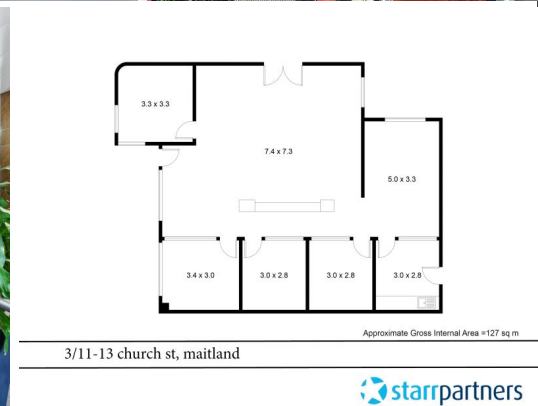 3.3 x 3.3
7.4 x 7.3
5.0 x 3.3
3.4 x 3.0
3.0 x 2.8
3.0 x 2.8
3.0 x 2.8
Approximate Gross Internal Area =127 sq m
3/11-13 church st, maitland
starrpartners